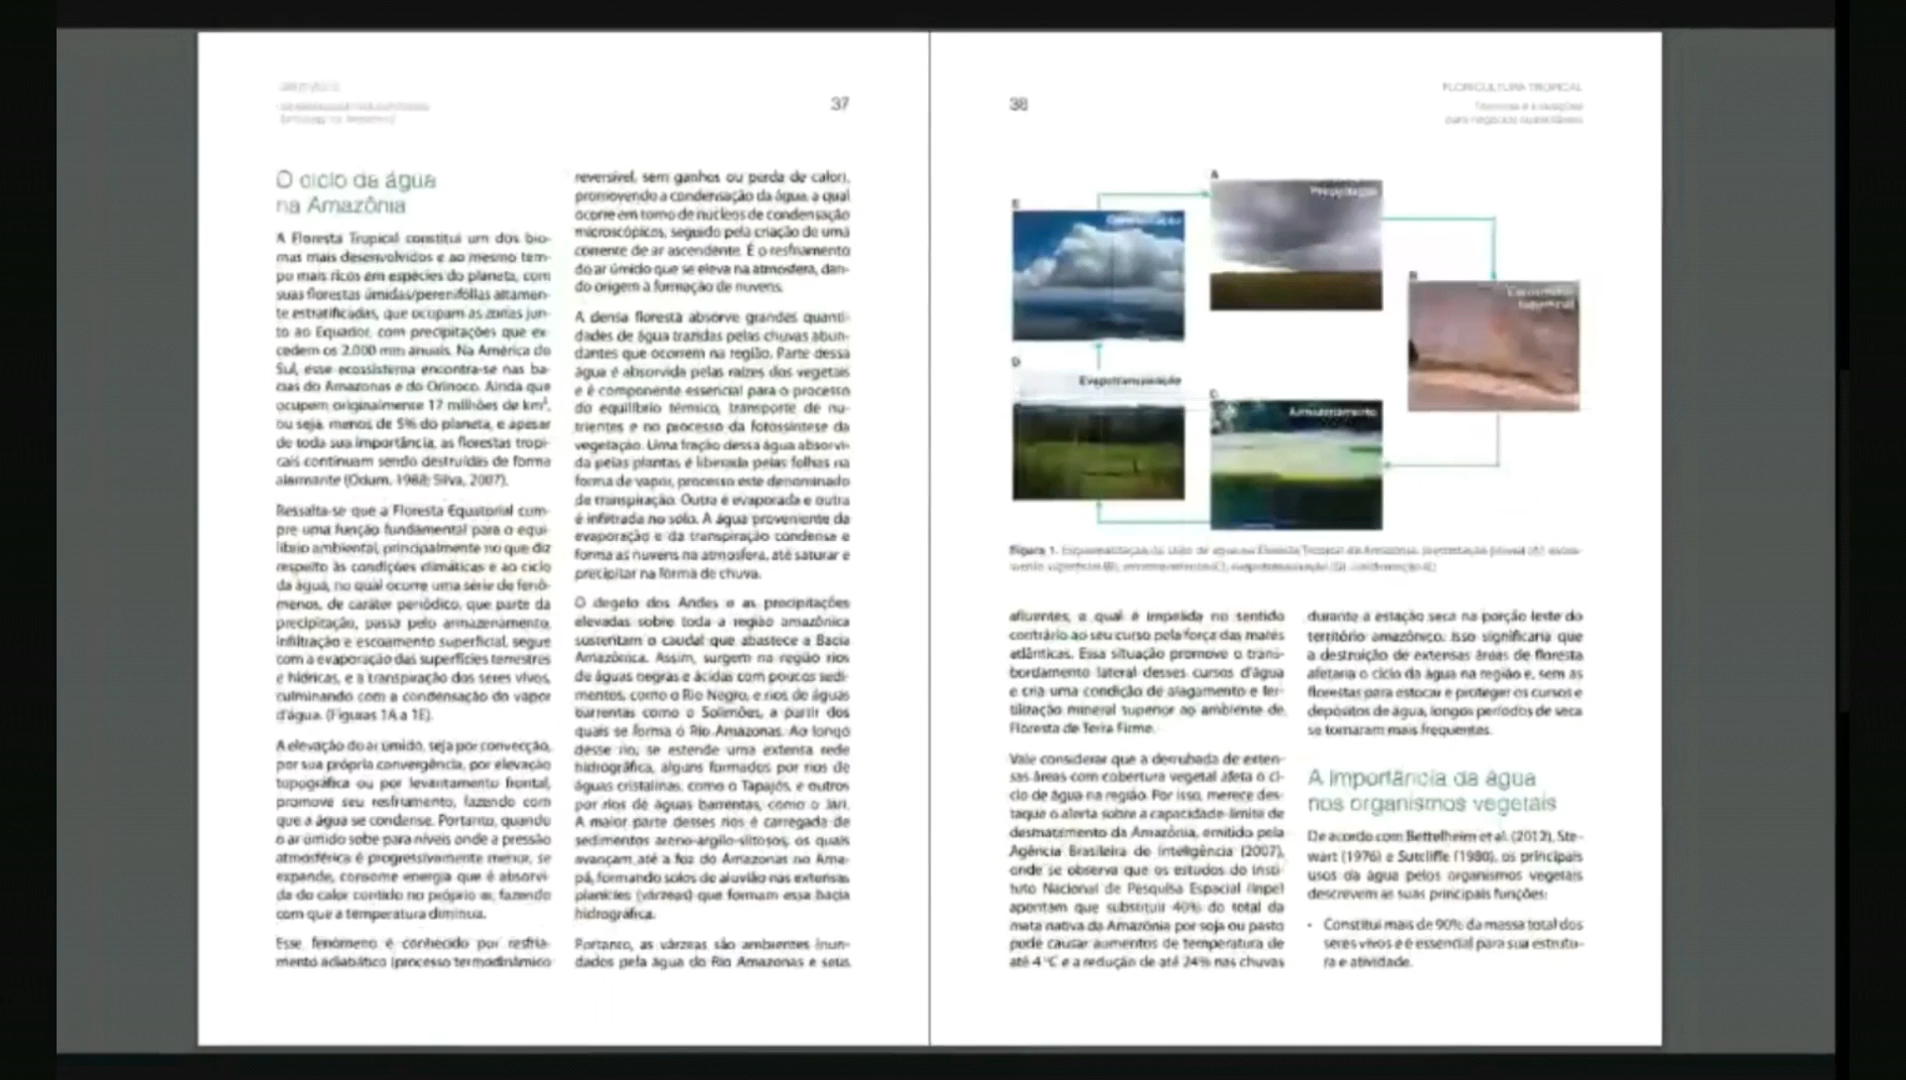 37
O ciclo da água
na Amazônia
A Floresta Tropical constitui um dos bio-
mas mais desenvolvidos e ao mesmo tem-
po mais ricos em espécies do planeta, com
suas florestas úmidas/perenifólias altamen-
te estratificadas, que ocupam as zonas jun-
to ao Equador, com precipitações que ex-
cedem os 2.000 mm anuais. Na América do
Sul, esse ecossistema encontra-se nas ba-
cias do Amazonas e do Orinoco. Ainda que
ocupem originalmente 17 milhões de km²,
ou seja, menos de 5% do planeta, e apesar
de toda sua importância, as florestas tropi-
cais continuam sendo destruídas de forma
alarmante (Odum, 1988; Silva, 2007).
Ressalta-se que a Floresta Equatorial cum-
pre uma função fundamental para o equi-
líbrio ambiental, principalmente no que diz
respeito às condições climáticas e ao ciclo
da água, no qual ocorre uma série de fenô-
menos, de caráter periódico, que parte da
precipitação, passa pelo armazenamento,
infiltração e escoamento superficial, segue
com a evaporação das superfícies terrestres
e hídricas, e a transpiração dos seres vivos,
culminando com a condensação do vapor
d'água. (Figuras 1A a 1E).
A elevação do ar úmido, seja por convecção,
por sua própria convergência, por elevação
topográfica ou por levantamento frontal,
promove seu resfriamento, fazendo com
que a água se condense. Portanto, quando
o ar úmido sobe para níveis onde a pressão
atmosférica é progressivamente menor, se
expande, consome energia que é absorvi-
da do calor contido no próprio ar, fazendo
com que a temperatura diminua.
Esse fenômeno é conhecido por resfria-
mento adiabático (processo termodinâmico
reversível, sem ganhos ou perda de calor),
promovendo a condensação da água, a qual
ocorre em torno de núcleos de condensação
microscópicos, seguido pela criação de uma
corrente de ar ascendente. É o resfriamento
do ar úmido que se eleva na atmosfera, dan-
do origem à formação de nuvens.
A densa floresta absorve grandes quanti-
dades de água trazidas pelas chuvas abun-
dantes que ocorrem na região. Parte dessa
água é absorvida pelas raízes dos vegetais
e é componente essencial para o processo
do equilíbrio térmico, transporte de nu-
trientes e no processo da fotossíntese da
vegetação. Uma fração dessa água absorvi-
da pelas plantas é liberada pelas folhas na
forma de vapor, processo este denominado
de transpiração. Outra é evaporada e outra
é infiltrada no solo. A água proveniente da
evaporação e da transpiração condensa e
forma as nuvens na atmosfera, até saturar e
precipitar na forma de chuva.
O degelo dos Andes e as precipitações
elevadas sobre toda a região amazônica
sustentam o caudal que abastece a Bacia
Amazônica. Assim, surgem na região rios
de águas negras e ácidas com poucos sedi-
mentos, como o Rio Negro, e rios de águas
barrentas como o Solimões, a partir dos
quais se forma o Rio Amazonas. Ao longo
desse rio, se estende uma extensa rede
hidrográfica, alguns formados por rios de
águas cristalinas, como o Tapajós, e outros
por rios de águas barrentas, como o Jari.
A maior parte desses rios é carregada de
sedimentos areno-argilo-siltosos, os quais
avançam até a foz do Amazonas no Ama-
pá, formando solos de aluvião nas extensas
planícies (várzeas) que formam essa bacia
hidrográfica.
Portanto, as várzeas são ambientes inun-
dados pela água do Rio Amazonas e seus
38
FLORICULTURA TROPICAL
Técnicas e inovações
para negócios sustentáveis
A
Precipitação
E
Condensação
B
Escoamento
superficial
D
Evapotranspiração
C
Armazenamento
Figura 1. Esquematização do ciclo de água na Floresta Tropical da Amazônia: precipitação pluvial (A); escoa-
mento superficial (B); armazenamento (C); evapotranspiração (D); condensação (E)
afluentes, a qual é impelida no sentido
contrário ao seu curso pela força das marés
atlânticas. Essa situação promove o trans-
bordamento lateral desses cursos d'água
e cria uma condição de alagamento e fer-
tilização mineral superior ao ambiente de
Floresta de Terra Firme.
Vale considerar que a derrubada de exten-
sas áreas com cobertura vegetal afeta o ci-
clo de água na região. Por isso, merece des-
taque o alerta sobre a capacidade-limite de
desmatamento da Amazônia, emitido pela
Agência Brasileira de Inteligência (2007),
onde se observa que os estudos do Insti-
tuto Nacional de Pesquisa Espacial (Inpe)
apontam que substituir 40% do total da
mata nativa da Amazônia por soja ou pasto
pode causar aumentos de temperatura de
até 4 °C e a redução de até 24% nas chuvas
durante a estação seca na porção leste do
território amazônico. Isso significaria que
a destruição de extensas áreas de floresta
afetaria o ciclo da água na região e, sem as
florestas para estocar e proteger os cursos e
depósitos de água, longos períodos de seca
se tornaram mais frequentes.
A importância da água
nos organismos vegetais
De acordo com Bettelheim et al. (2012), Ste-
wart (1976) e Sutcliffe (1980), os principais
usos da água pelos organismos vegetais
descrevem as suas principais funções:
• Constitui mais de 90% da massa total dos
seres vivos e é essencial para sua estrutu-
ra e atividade.